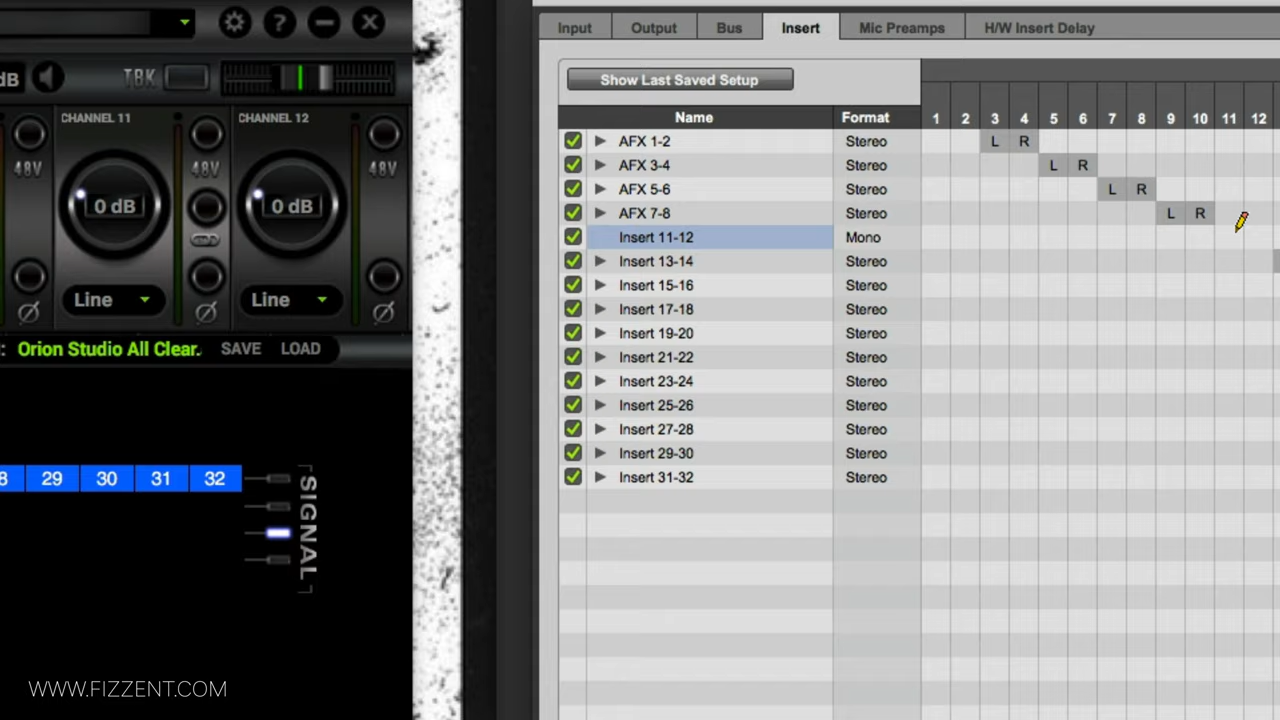 ?
dB
TBK
CHANNEL 11
CHANNEL 12
48V
48V
48V
0 dB
0 dB
Line
Line
: Orion Studio All Clear. SAVE LOAD
8 29 30 31 32
SIGNAL
WWW.FIZZENT.COM
Input Output Bus Insert Mic Preamps H/W Insert Delay
Show Last Saved Setup
Name Format 1 2 3 4 5 6 7 8 9 10 11 12
AFX 1-2 Stereo L R
AFX 3-4 Stereo L R
AFX 5-6 Stereo L R
AFX 7-8 Stereo L R
Insert 11-12 Mono
Insert 13-14 Stereo
Insert 15-16 Stereo
Insert 17-18 Stereo
Insert 19-20 Stereo
Insert 21-22 Stereo
Insert 23-24 Stereo
Insert 25-26 Stereo
Insert 27-28 Stereo
Insert 29-30 Stereo
Insert 31-32 Stereo